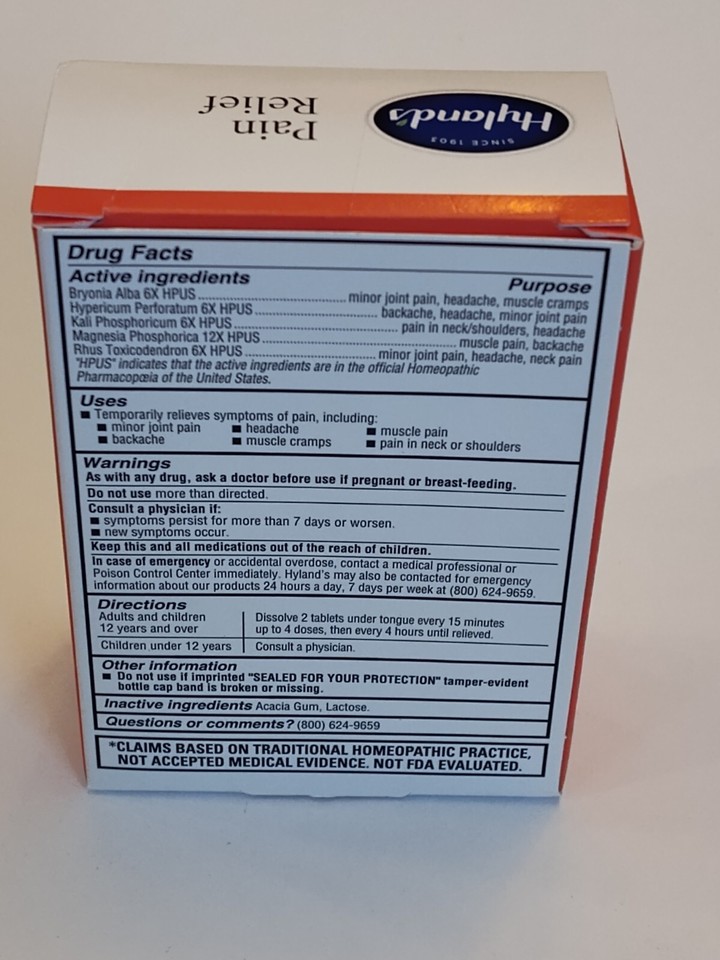 Pain
Relief
Hyland's
SINCE 1903
Drug Facts
Active ingredients Purpose
Bryonia Alba 6X HPUS ........ minor joint pain, headache, muscle cramps
Hypericum Perforatum 6X HPUS ........ backache, headache, minor joint pain
Kali Phosphoricum 6X HPUS ........ pain in neck/shoulders, headache
Magnesia Phosphorica 12X HPUS ........ muscle pain, backache
Rhus Toxicodendron 6X HPUS ........ minor joint pain, headache, neck pain
"HPUS" indicates that the active ingredients are in the official Homeopathic
Pharmacopœia of the United States.
Uses
■ Temporarily relieves symptoms of pain, including:
■ minor joint pain ■ headache ■ muscle pain
■ backache ■ muscle cramps ■ pain in neck or shoulders
Warnings
As with any drug, ask a doctor before use if pregnant or breast-feeding.
Do not use more than directed.
Consult a physician if:
■ symptoms persist for more than 7 days or worsen.
■ new symptoms occur.
Keep this and all medications out of the reach of children.
In case of emergency or accidental overdose, contact a medical professional or
Poison Control Center immediately. Hyland's may also be contacted for emergency
information about our products 24 hours a day, 7 days per week at (800) 624-9659.
Directions
Adults and children Dissolve 2 tablets under tongue every 15 minutes
12 years and over up to 4 doses, then every 4 hours until relieved.
Children under 12 years Consult a physician.
Other information
■ Do not use if imprinted "SEALED FOR YOUR PROTECTION" tamper-evident
bottle cap band is broken or missing.
Inactive ingredients Acacia Gum, Lactose.
Questions or comments? (800) 624-9659
*CLAIMS BASED ON TRADITIONAL HOMEOPATHIC PRACTICE,
NOT ACCEPTED MEDICAL EVIDENCE. NOT FDA EVALUATED.